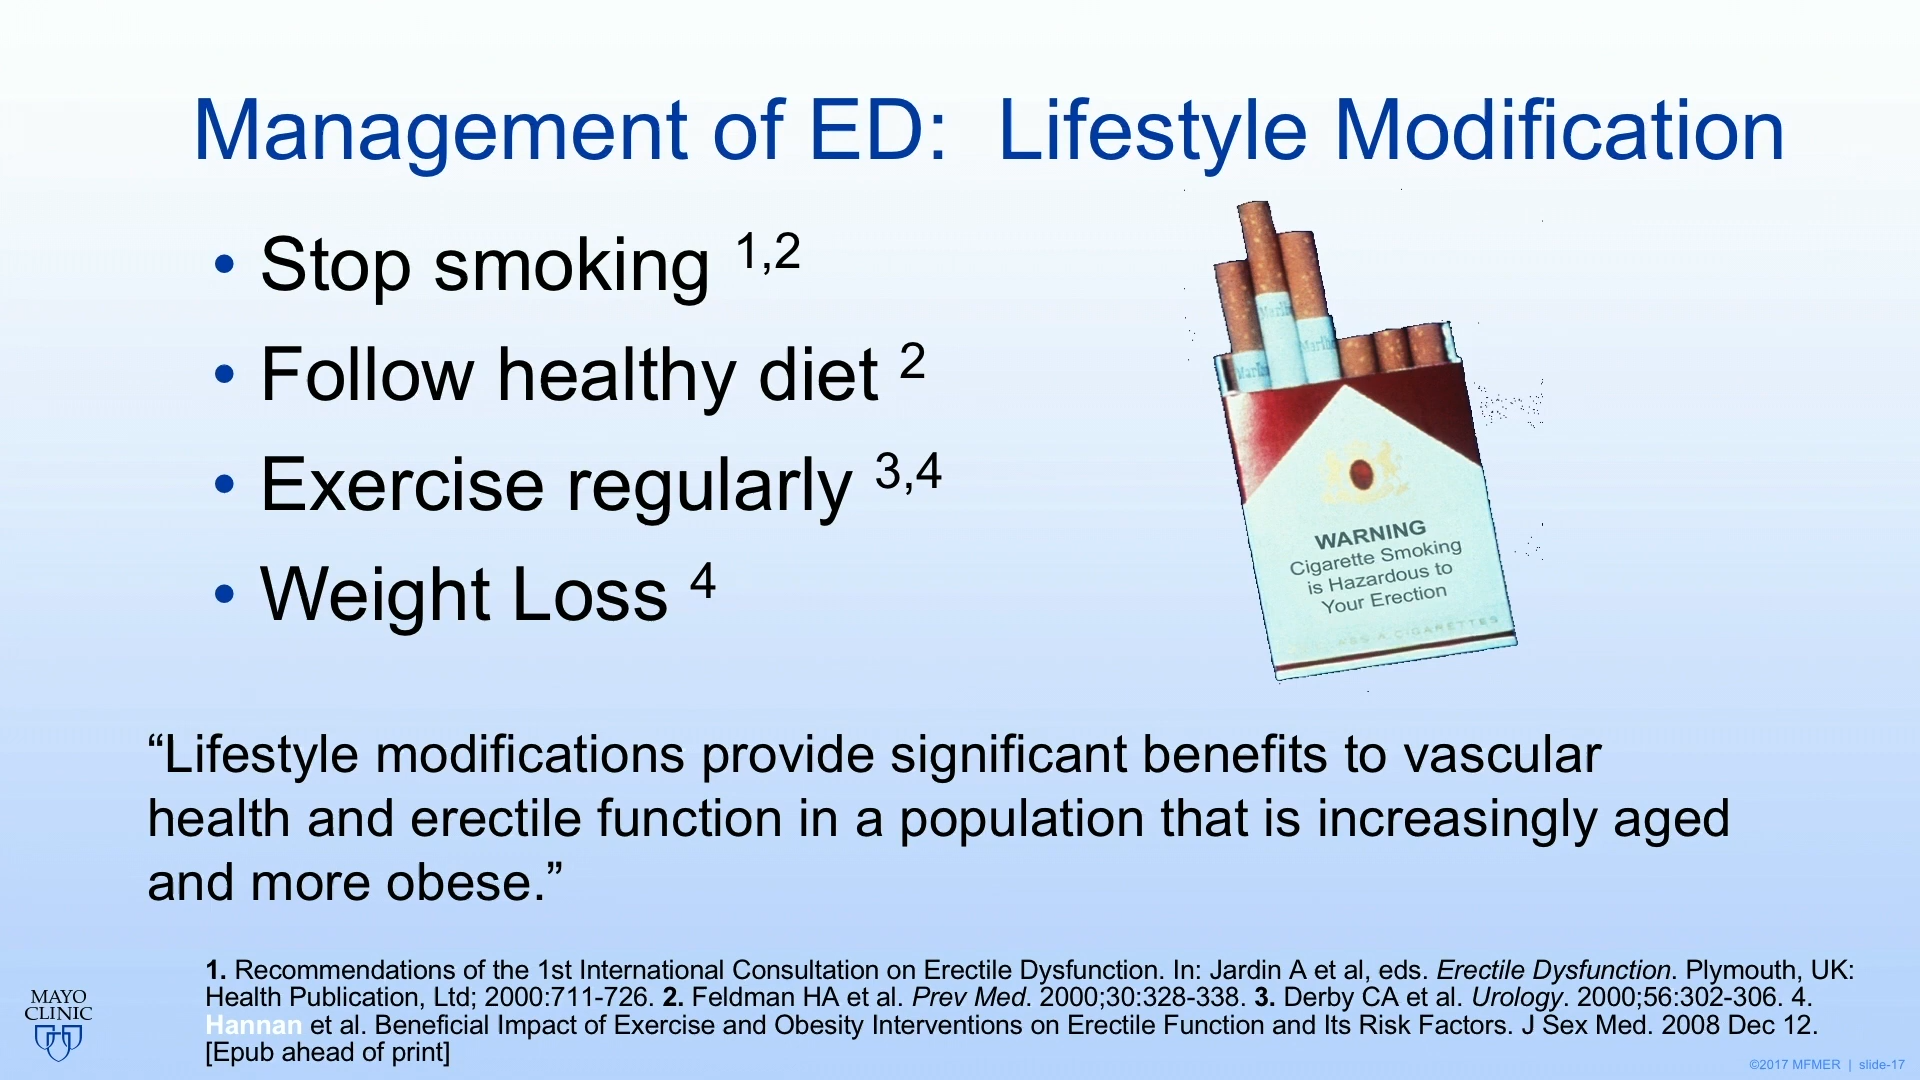 Management of ED:  Lifestyle Modification
• Stop smoking 1,2
• Follow healthy diet 2
• Exercise regularly 3,4
• Weight Loss 4
WARNING
Cigarette Smoking
is Hazardous to
Your Erection
“Lifestyle modifications provide significant benefits to vascular
health and erectile function in a population that is increasingly aged
and more obese.”
1. Recommendations of the 1st International Consultation on Erectile Dysfunction. In: Jardin A et al, eds. Erectile Dysfunction. Plymouth, UK:
Health Publication, Ltd; 2000:711-726. 2. Feldman HA et al. Prev Med. 2000;30:328-338. 3. Derby CA et al. Urology. 2000;56:302-306. 4.
Hannan et al. Beneficial Impact of Exercise and Obesity Interventions on Erectile Function and Its Risk Factors. J Sex Med. 2008 Dec 12.
[Epub ahead of print]
MAYO
CLINIC
©2017 MFMER | slide-17